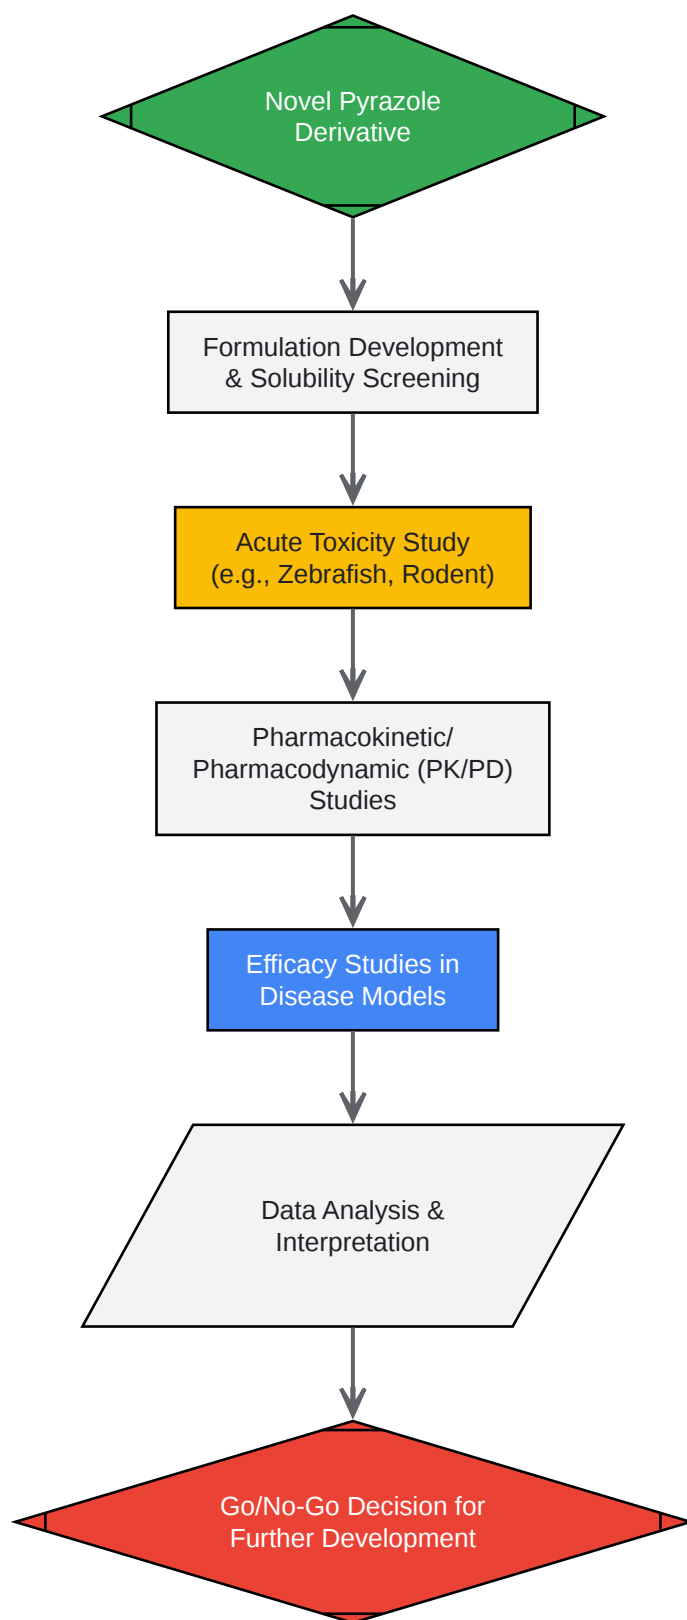 Novel Pyrazole
Derivative
Formulation Development
& Solubility Screening
Acute Toxicity Study
(e.g., Zebrafish, Rodent)
Pharmacokinetic/
Pharmacodynamic (PK/PD)
Studies
Efficacy Studies in
Disease Models
Data Analysis &
Interpretation
Go/No-Go Decision for
Further Development